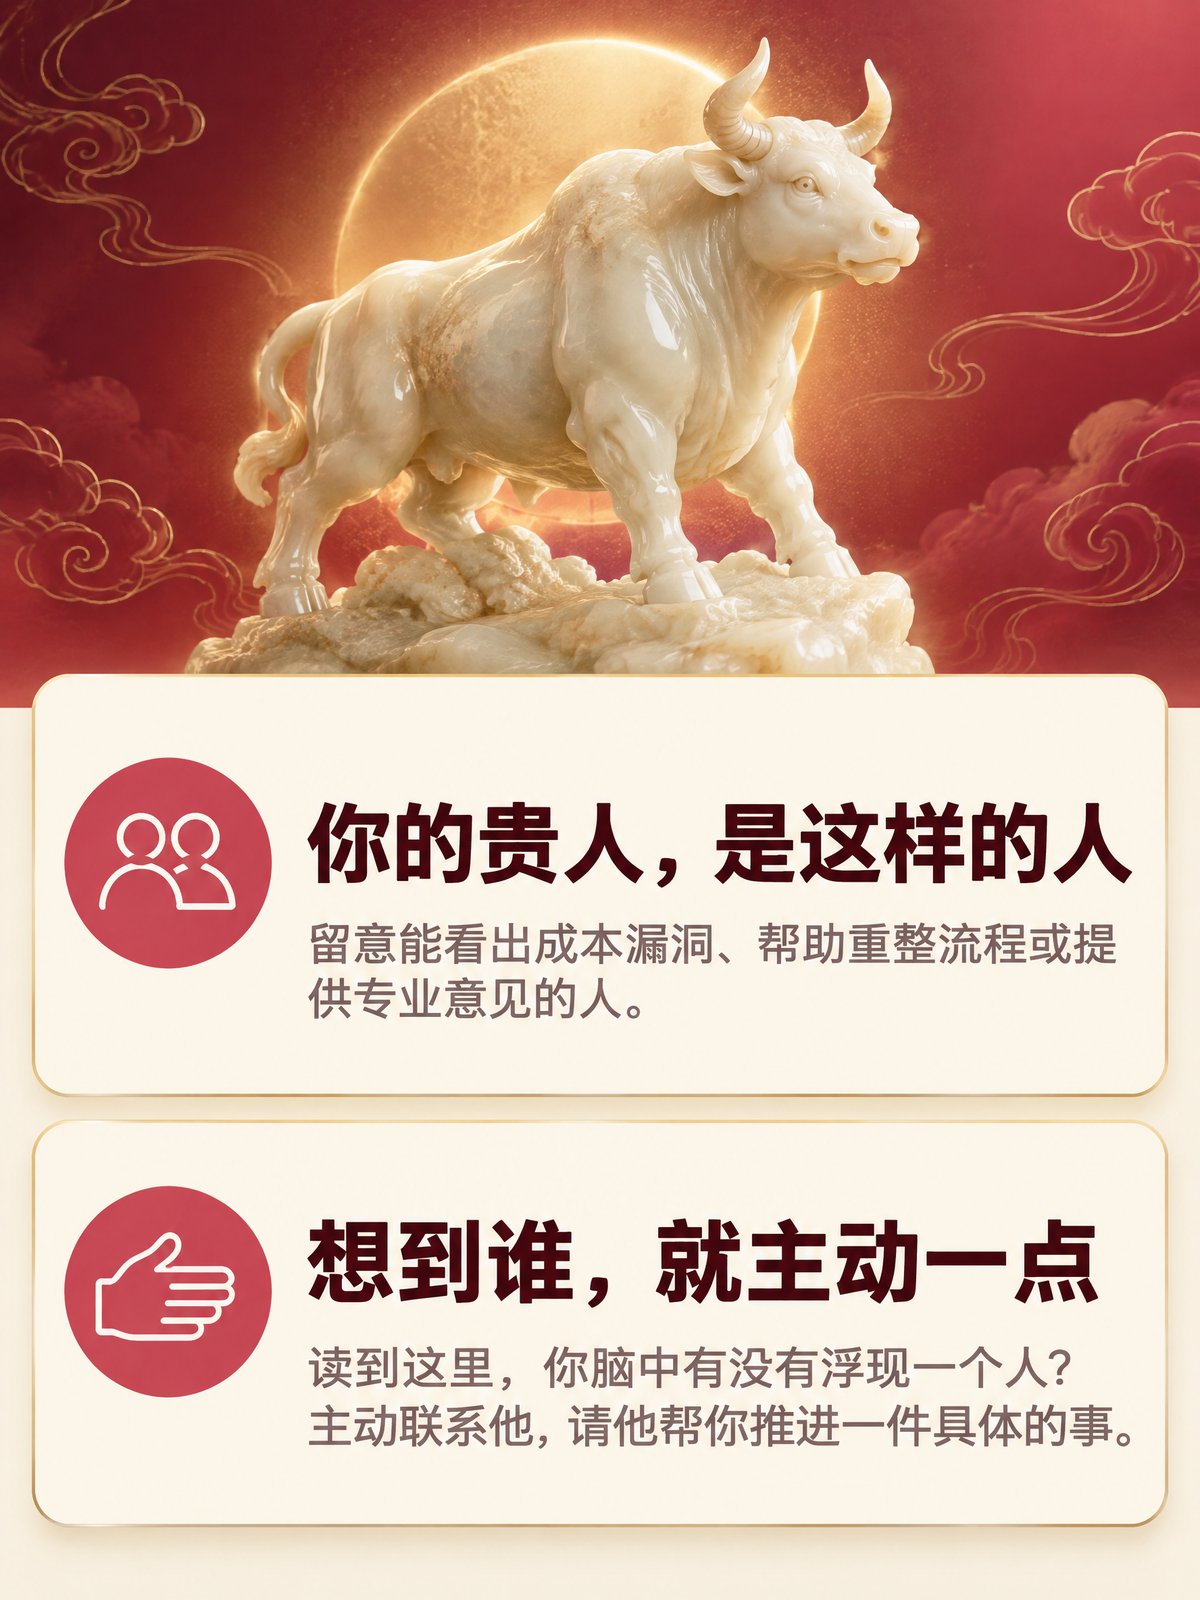 你的贵人，是这样的人
留意能看出成本漏洞、帮助重整流程或提
供专业意见的人。
想到谁，就主动一点
读到这里，你脑中有没有浮现一个人？
主动联系他，请他帮你推进一件具体的事。